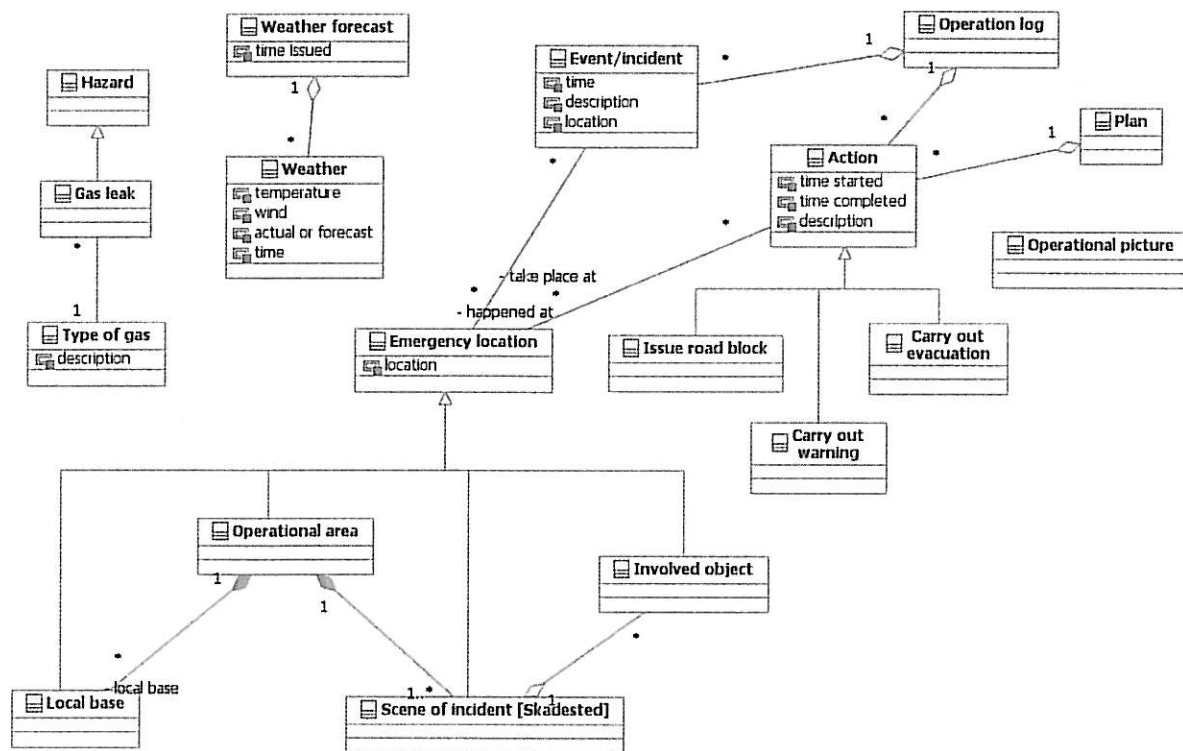 Weather forecast
time issued
1
*
Weather
temperature
wind
actual or forecast
time
Hazard
Gas leak
*
1
Type of gas
description
Event/incident
time
description
location
*
*
1
Operation log
1
*
Action
time started
time completed
description
*
1
Plan
Operational picture
*
- take place at
*
*
- happened at
Emergency location
location
Issue road block
Carry out
evacuation
Carry out
warning
Operational area
1
1
Involved object
*
*
- local base
Local base
1..*
1
Scene of incident [Skadested]